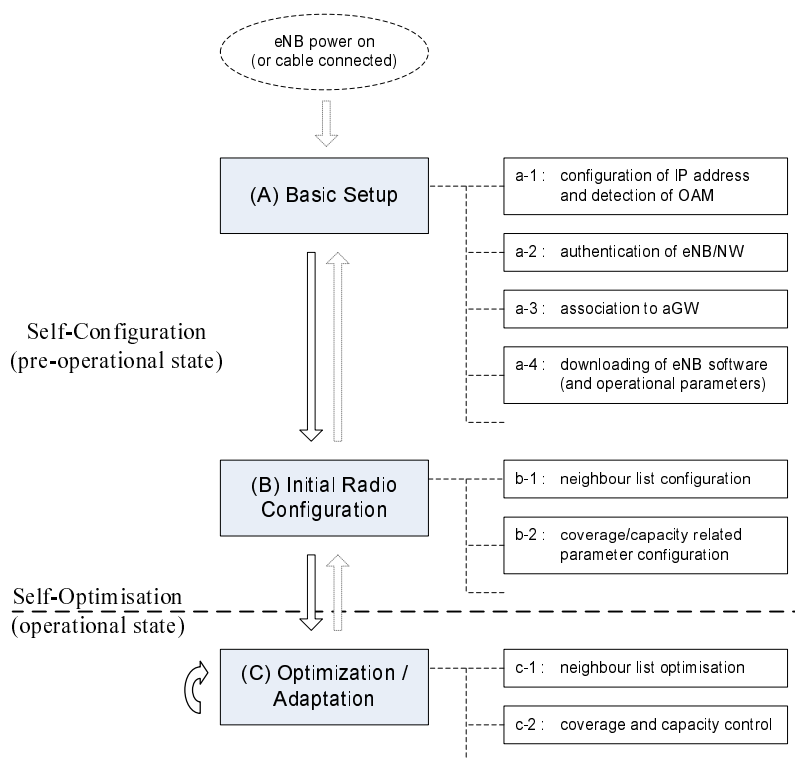 eNB power on
(or cable connected)
(A) Basic Setup
a-1 : configuration of IP address
and detection of OAM
a-2 : authentication of eNB/NW
a-3 : association to aGW
a-4 : downloading of eNB software
(and operational parameters)
Self-Configuration
(pre-operational state)
(B) Initial Radio
Configuration
b-1 : neighbour list configuration
b-2 : coverage/capacity related
parameter configuration
Self-Optimisation
(operational state)
(C) Optimization /
Adaptation
c-1 : neighbour list optimisation
c-2 : coverage and capacity control